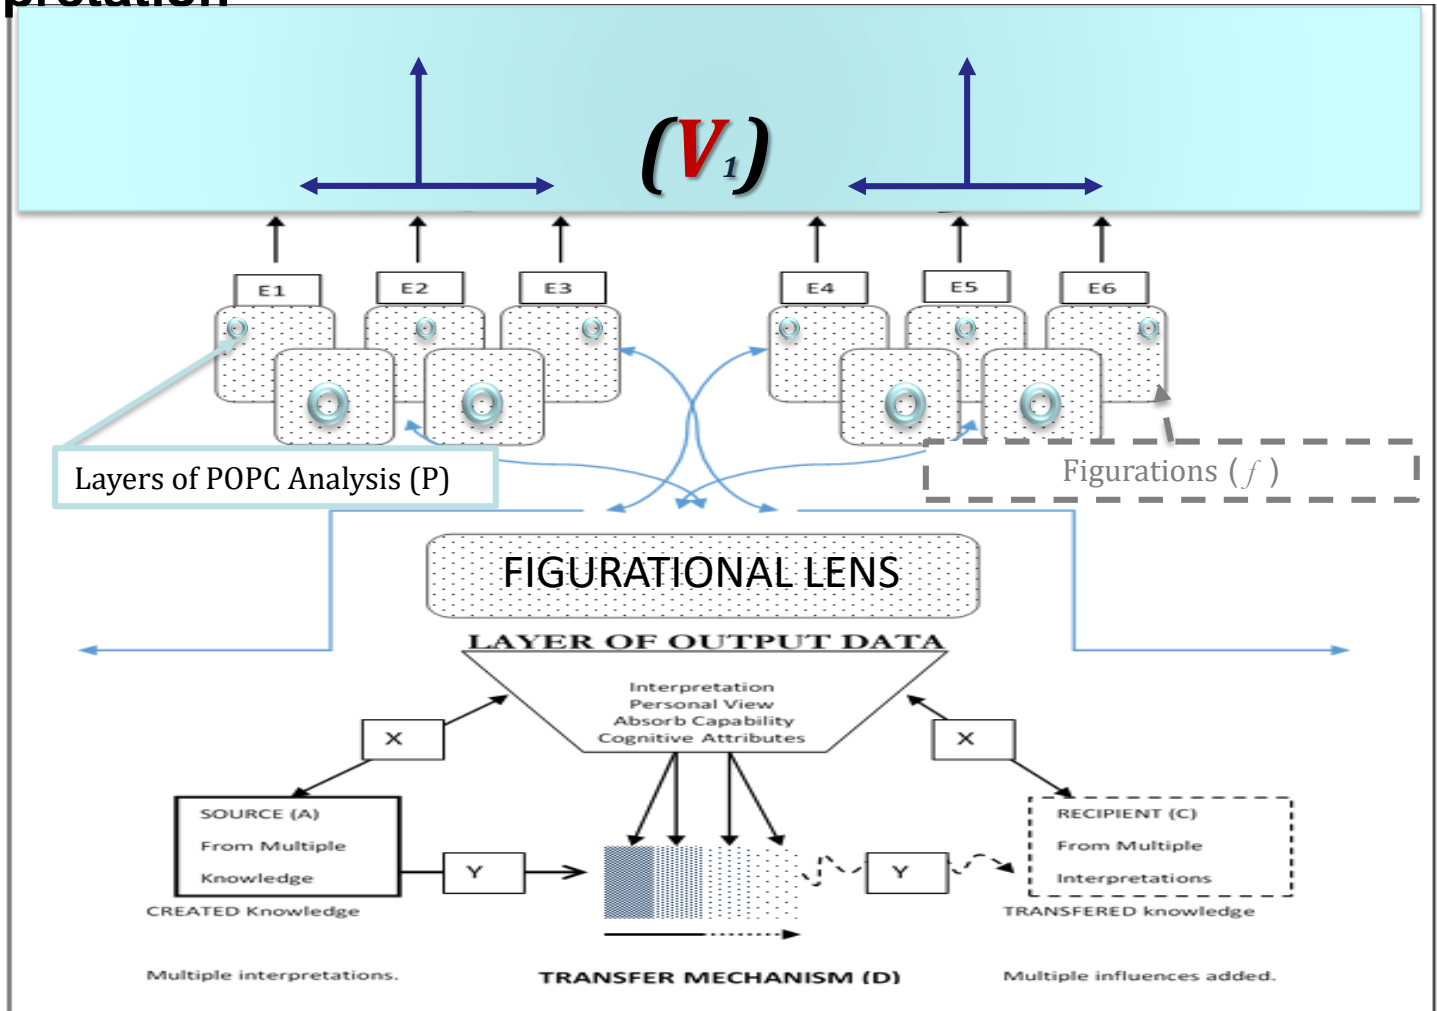 pretation
(V₁)
E1
E2
E3
E4
E5
E6
Layers of POPC Analysis (P)
Figurations ( f )
FIGURATIONAL LENS
LAYER OF OUTPUT DATA
Interpretation
Personal View
Absorb Capability
Cognitive Attributes
X
X
SOURCE (A)
From Multiple
Knowledge
Y
Y
RECIPIENT (C)
From Multiple
Interpretations
CREATED Knowledge
TRANSFERED knowledge
Multiple interpretations.
TRANSFER MECHANISM (D)
Multiple influences added.